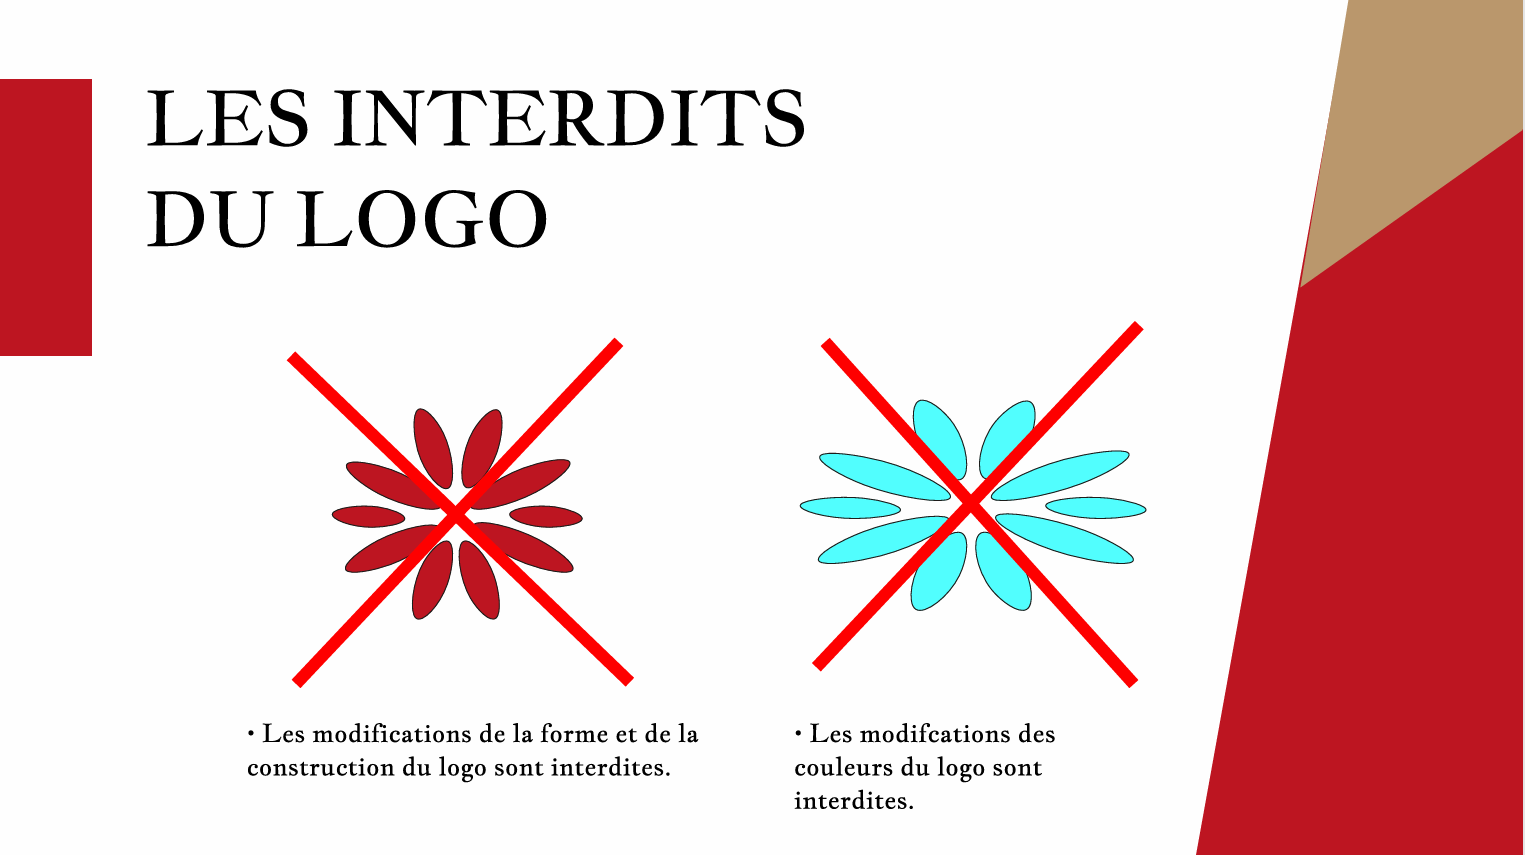 LES INTERDITS
DU LOGO
• Les modifications de la forme et de la
construction du logo sont interdites.
• Les modifcations des
couleurs du logo sont
interdites.